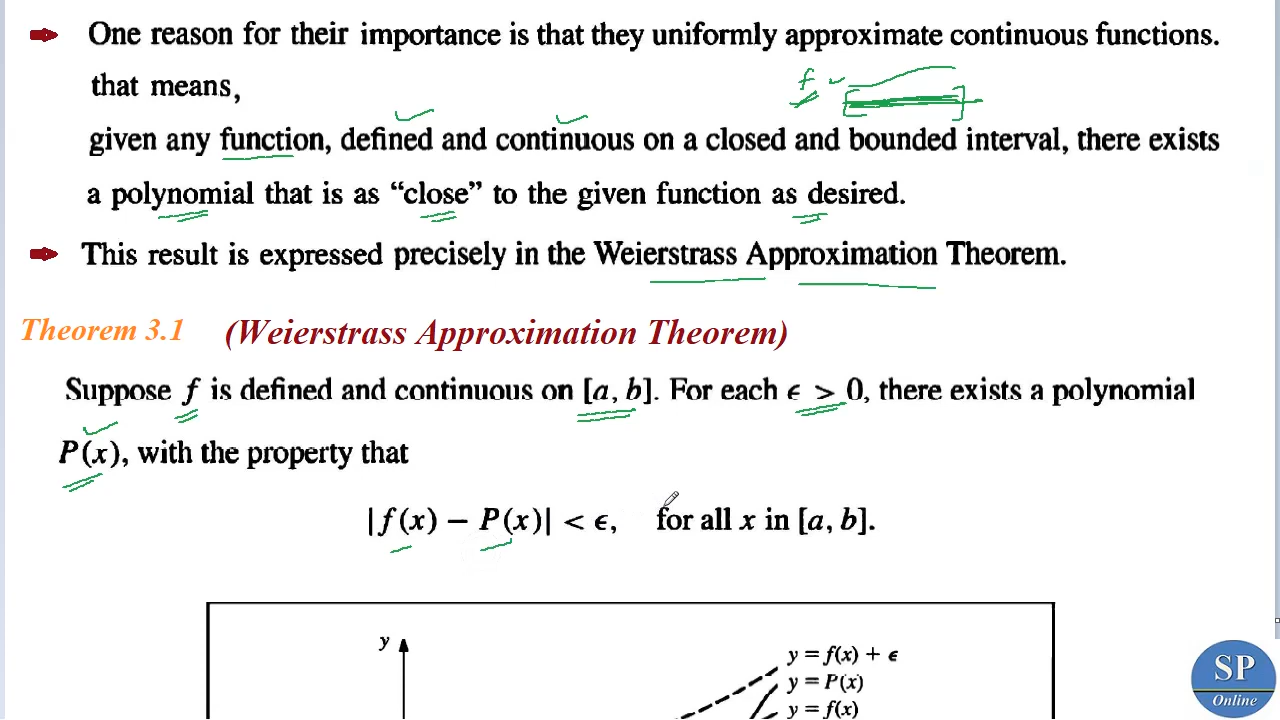 One reason for their importance is that they uniformly approximate continuous functions.
that means,
f
given any function, defined and continuous on a closed and bounded interval, there exists
a polynomial that is as “close” to the given function as desired.
This result is expressed precisely in the Weierstrass Approximation Theorem.
Theorem 3.1 (Weierstrass Approximation Theorem)
Suppose f is defined and continuous on [a, b]. For each ϵ > 0, there exists a polynomial
P(x), with the property that
|f(x) − P(x)| < ϵ, for all x in [a, b].
y
y = f(x) + ϵ
y = P(x)
y = f(x)
SP
Online